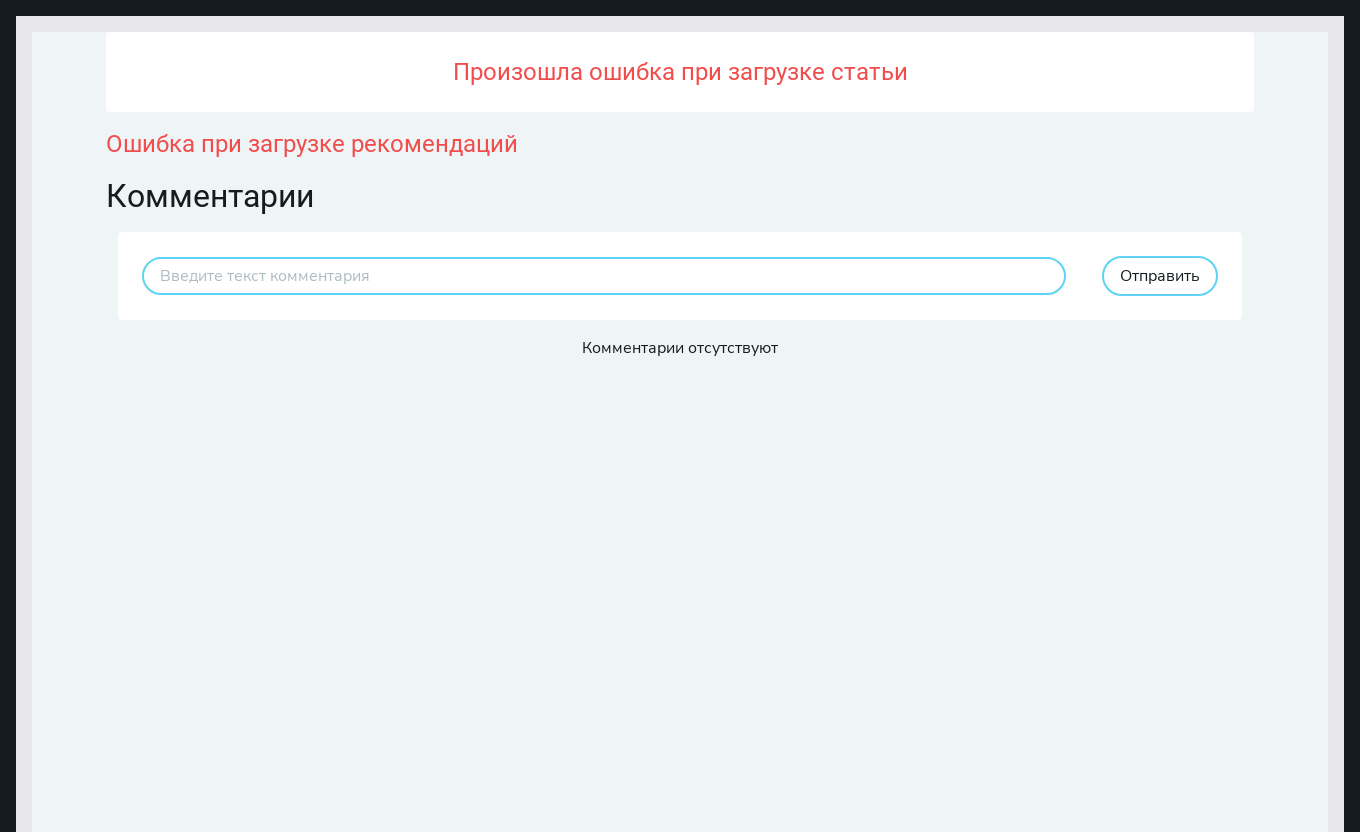 Произошла ошибка при загрузке статьи
Ошибка при загрузке рекомендаций
Комментарии
Введите текст комментария
Отправить
Комментарии отсутствуют